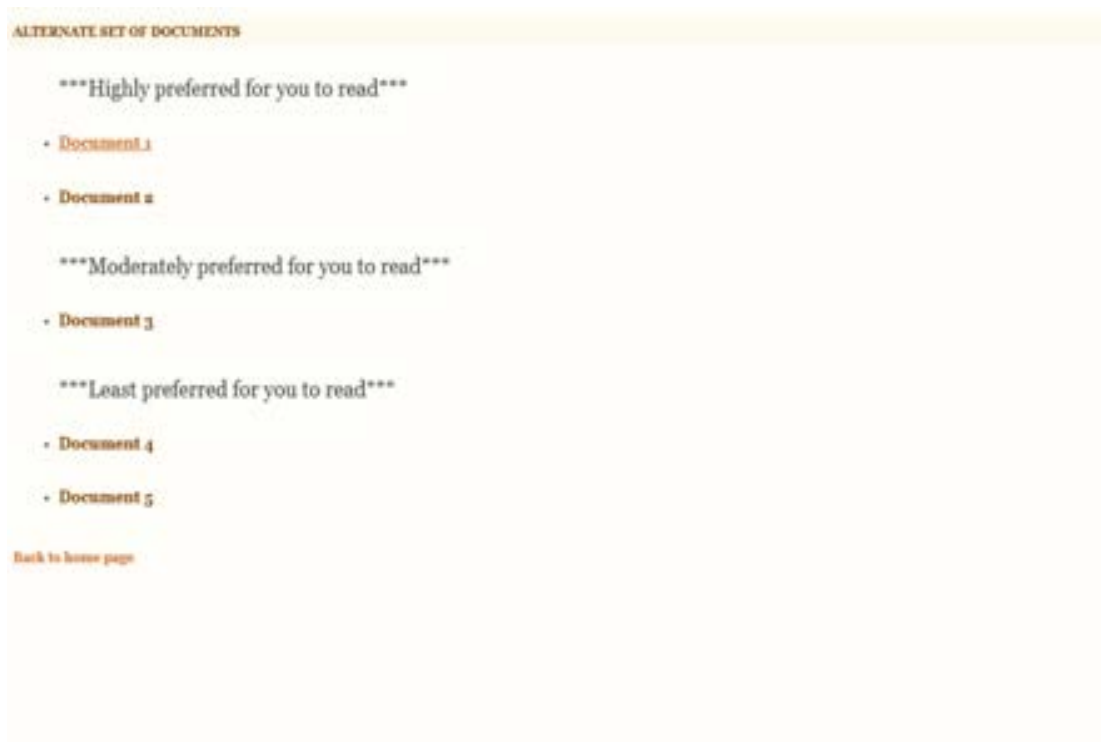 ALTERNATE SET OF DOCUMENTS
***Highly preferred for you to read***
• Document 1
• Document 2
***Moderately preferred for you to read***
• Document 3
***Least preferred for you to read***
• Document 4
• Document 5
Back to home page